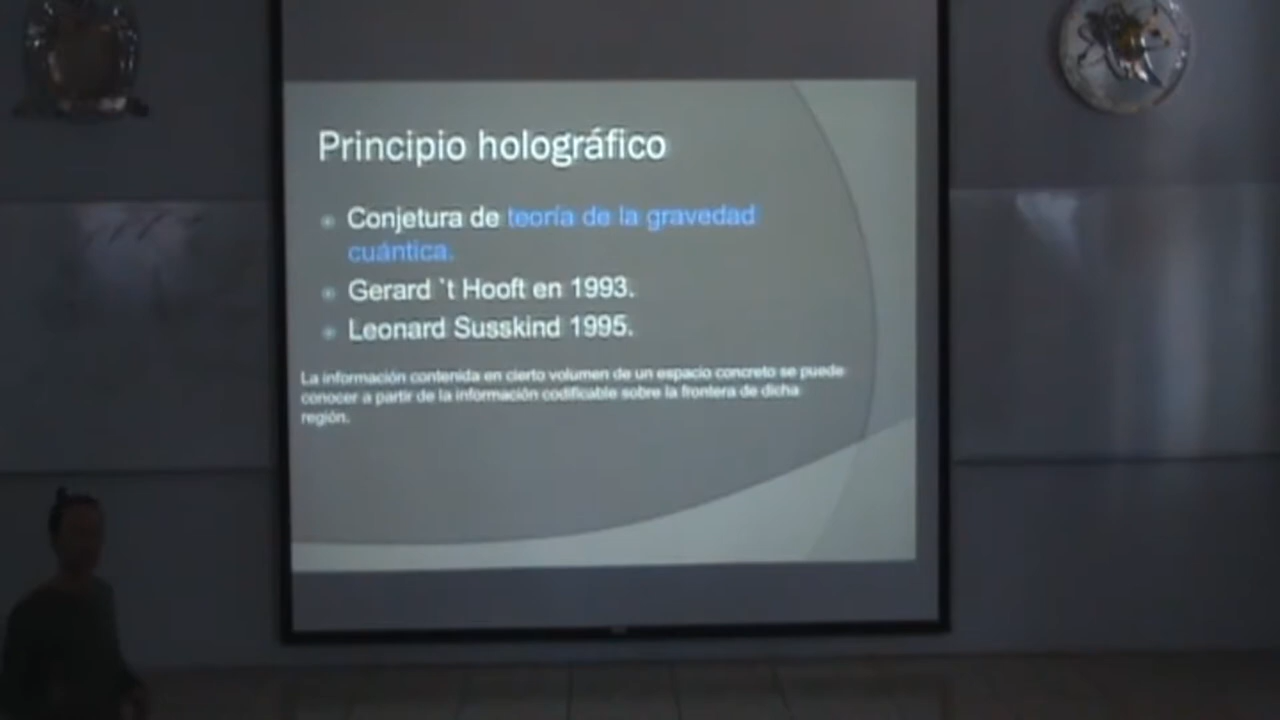 Principio holográfico
Conjetura de teoría de la gravedad
cuántica.
Gerard `t Hooft en 1993.
Leonard Susskind 1995.
La información contenida en cierto volumen de un espacio concreto se puede
conocer a partir de la información codificable sobre la frontera de dicha
región.